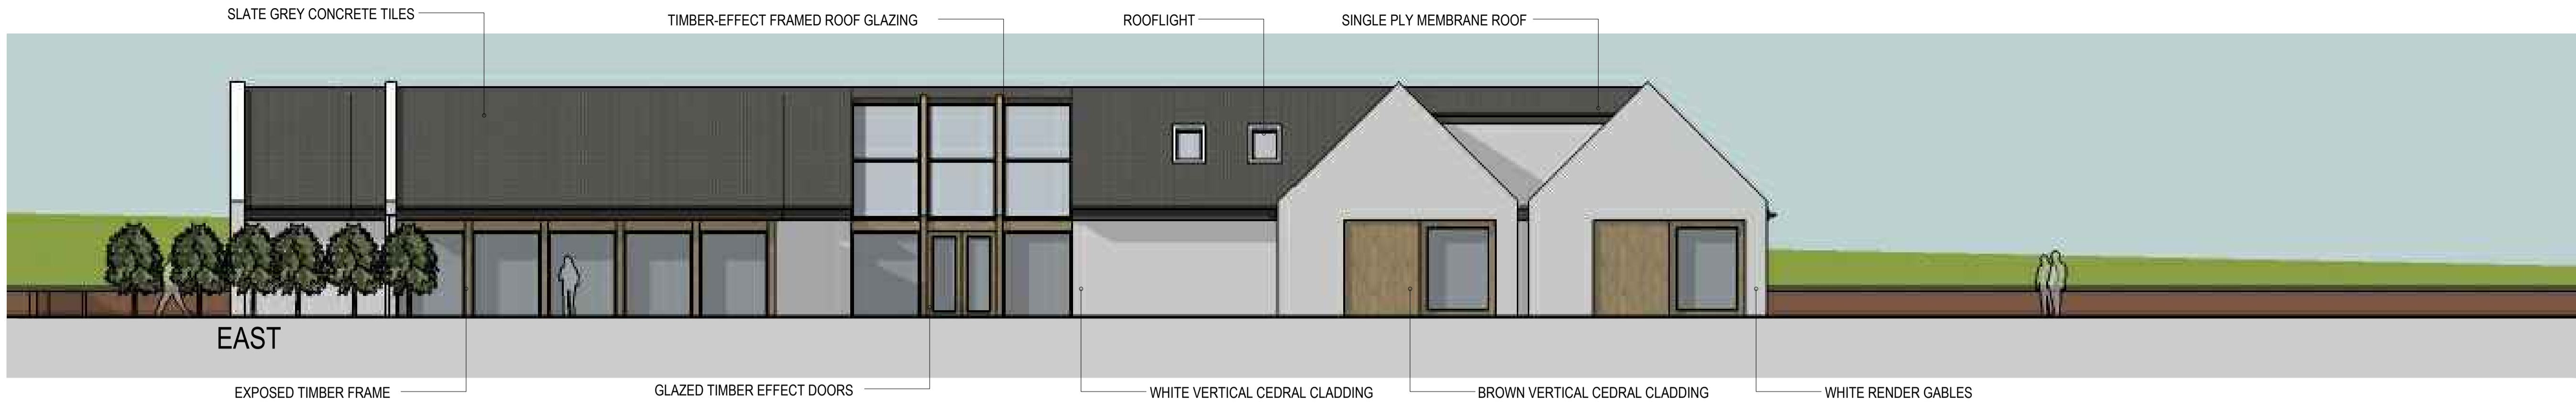 SLATE GREY CONCRETE TILES
TIMBER-EFFECT FRAMED ROOF GLAZING
ROOFLIGHT
SINGLE PLY MEMBRANE ROOF
EAST
EXPOSED TIMBER FRAME
GLAZED TIMBER EFFECT DOORS
WHITE VERTICAL CEDRAL CLADDING
BROWN VERTICAL CEDRAL CLADDING
WHITE RENDER GABLES